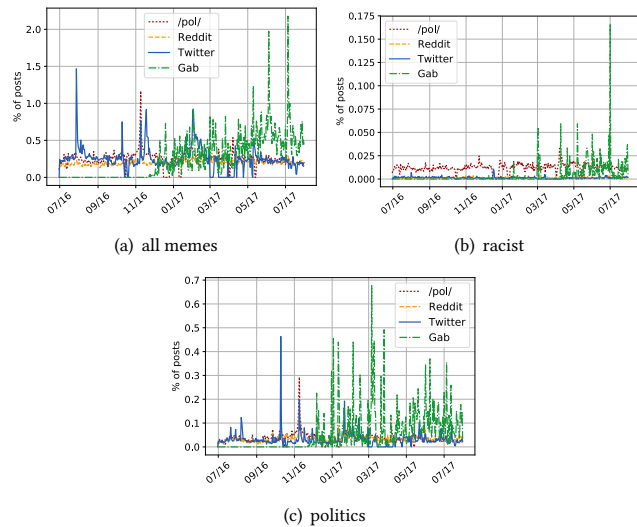 2.0
1.5
1.0
0.5
0.0
% of posts
/pol/
Reddit
Twitter
Gab
07/16
09/16
11/16
01/17
03/17
05/17
07/17
(a) all memes
0.175
0.150
0.125
0.100
0.075
0.050
0.025
0.000
% of posts
/pol/
Reddit
Twitter
Gab
07/16
09/16
11/16
01/17
03/17
05/17
07/17
(b) racist
0.7
0.6
0.5
0.4
0.3
0.2
0.1
0.0
% of posts
/pol/
Reddit
Twitter
Gab
07/16
09/16
11/16
01/17
03/17
05/17
07/17
(c) politics